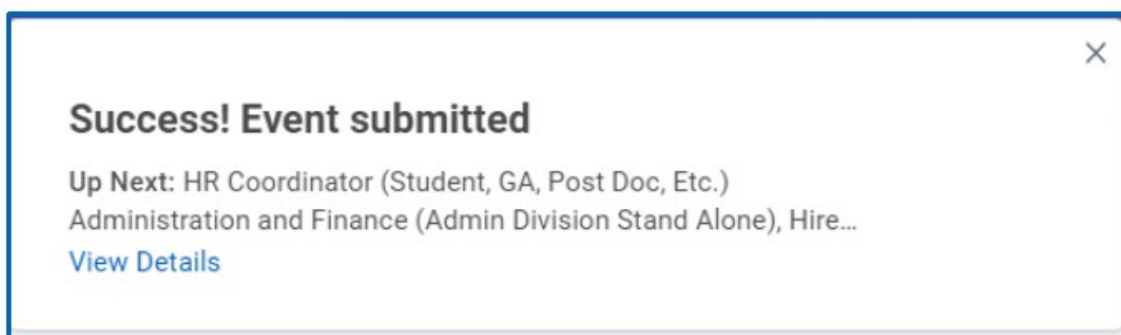 Success! Event submitted
Up Next: HR Coordinator (Student, GA, Post Doc, Etc.)
Administration and Finance (Admin Division Stand Alone), Hire…
View Details